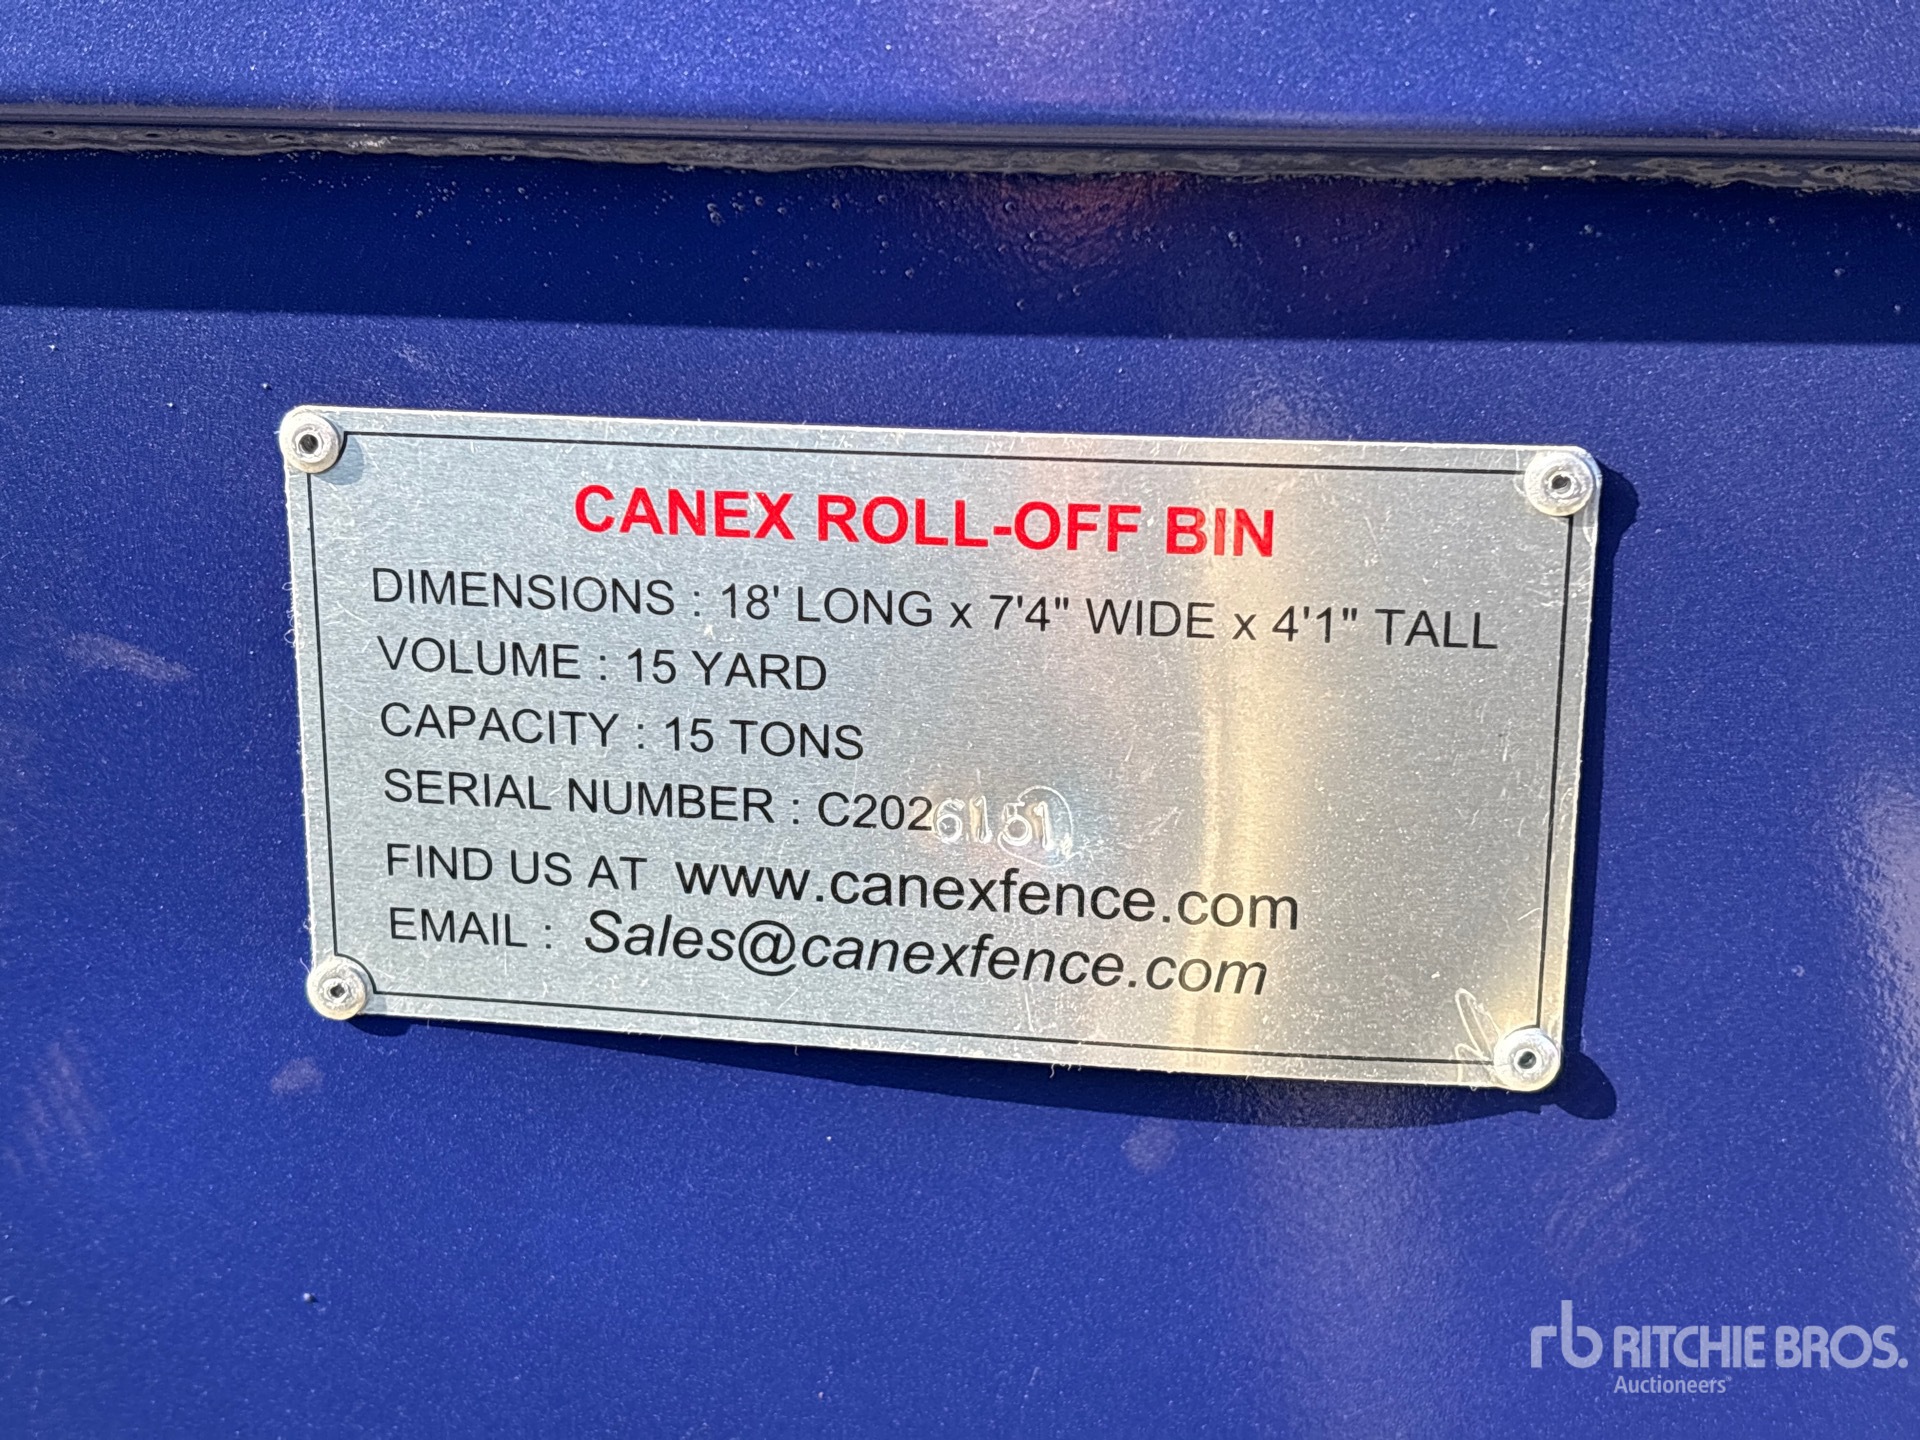 CANEX ROLL-OFF BIN
DIMENSIONS : 18' LONG x 7'4" WIDE x 4'1" TALL
VOLUME : 15 YARD
CAPACITY : 15 TONS
SERIAL NUMBER : C2026151
FIND US AT www.canexfence.com
EMAIL : Sales@canexfence.com
rb RITCHIE BROS.
Auctioneers